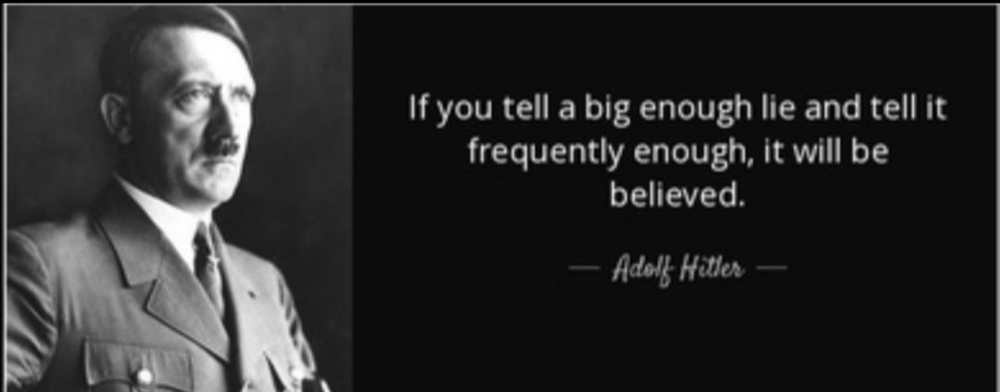 If you tell a big enough lie and tell it
frequently enough, it will be
believed.
— Adolf Hitler —